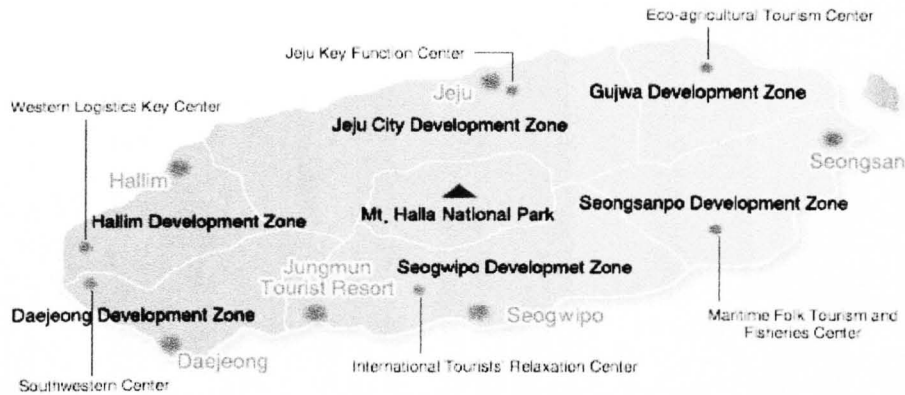 Eco-agricultural Tourism Center
Jeju Key Function Center
Jeju
Gujwa Development Zone
Western Logistics Key Center
Jeju City Development Zone
Seongsan
Hallim
Mt. Halla National Park
Seongsanpo Development Zone
Hallim Development Zone
Jungmun
Tourist Resort
Seogwipo Developmet Zone
Daejeong Development Zone
Seogwipo
Maritime Folk Tourism and
Fisheries Center
Daejeong
International Tourists' Relaxation Center
Southwestern Center